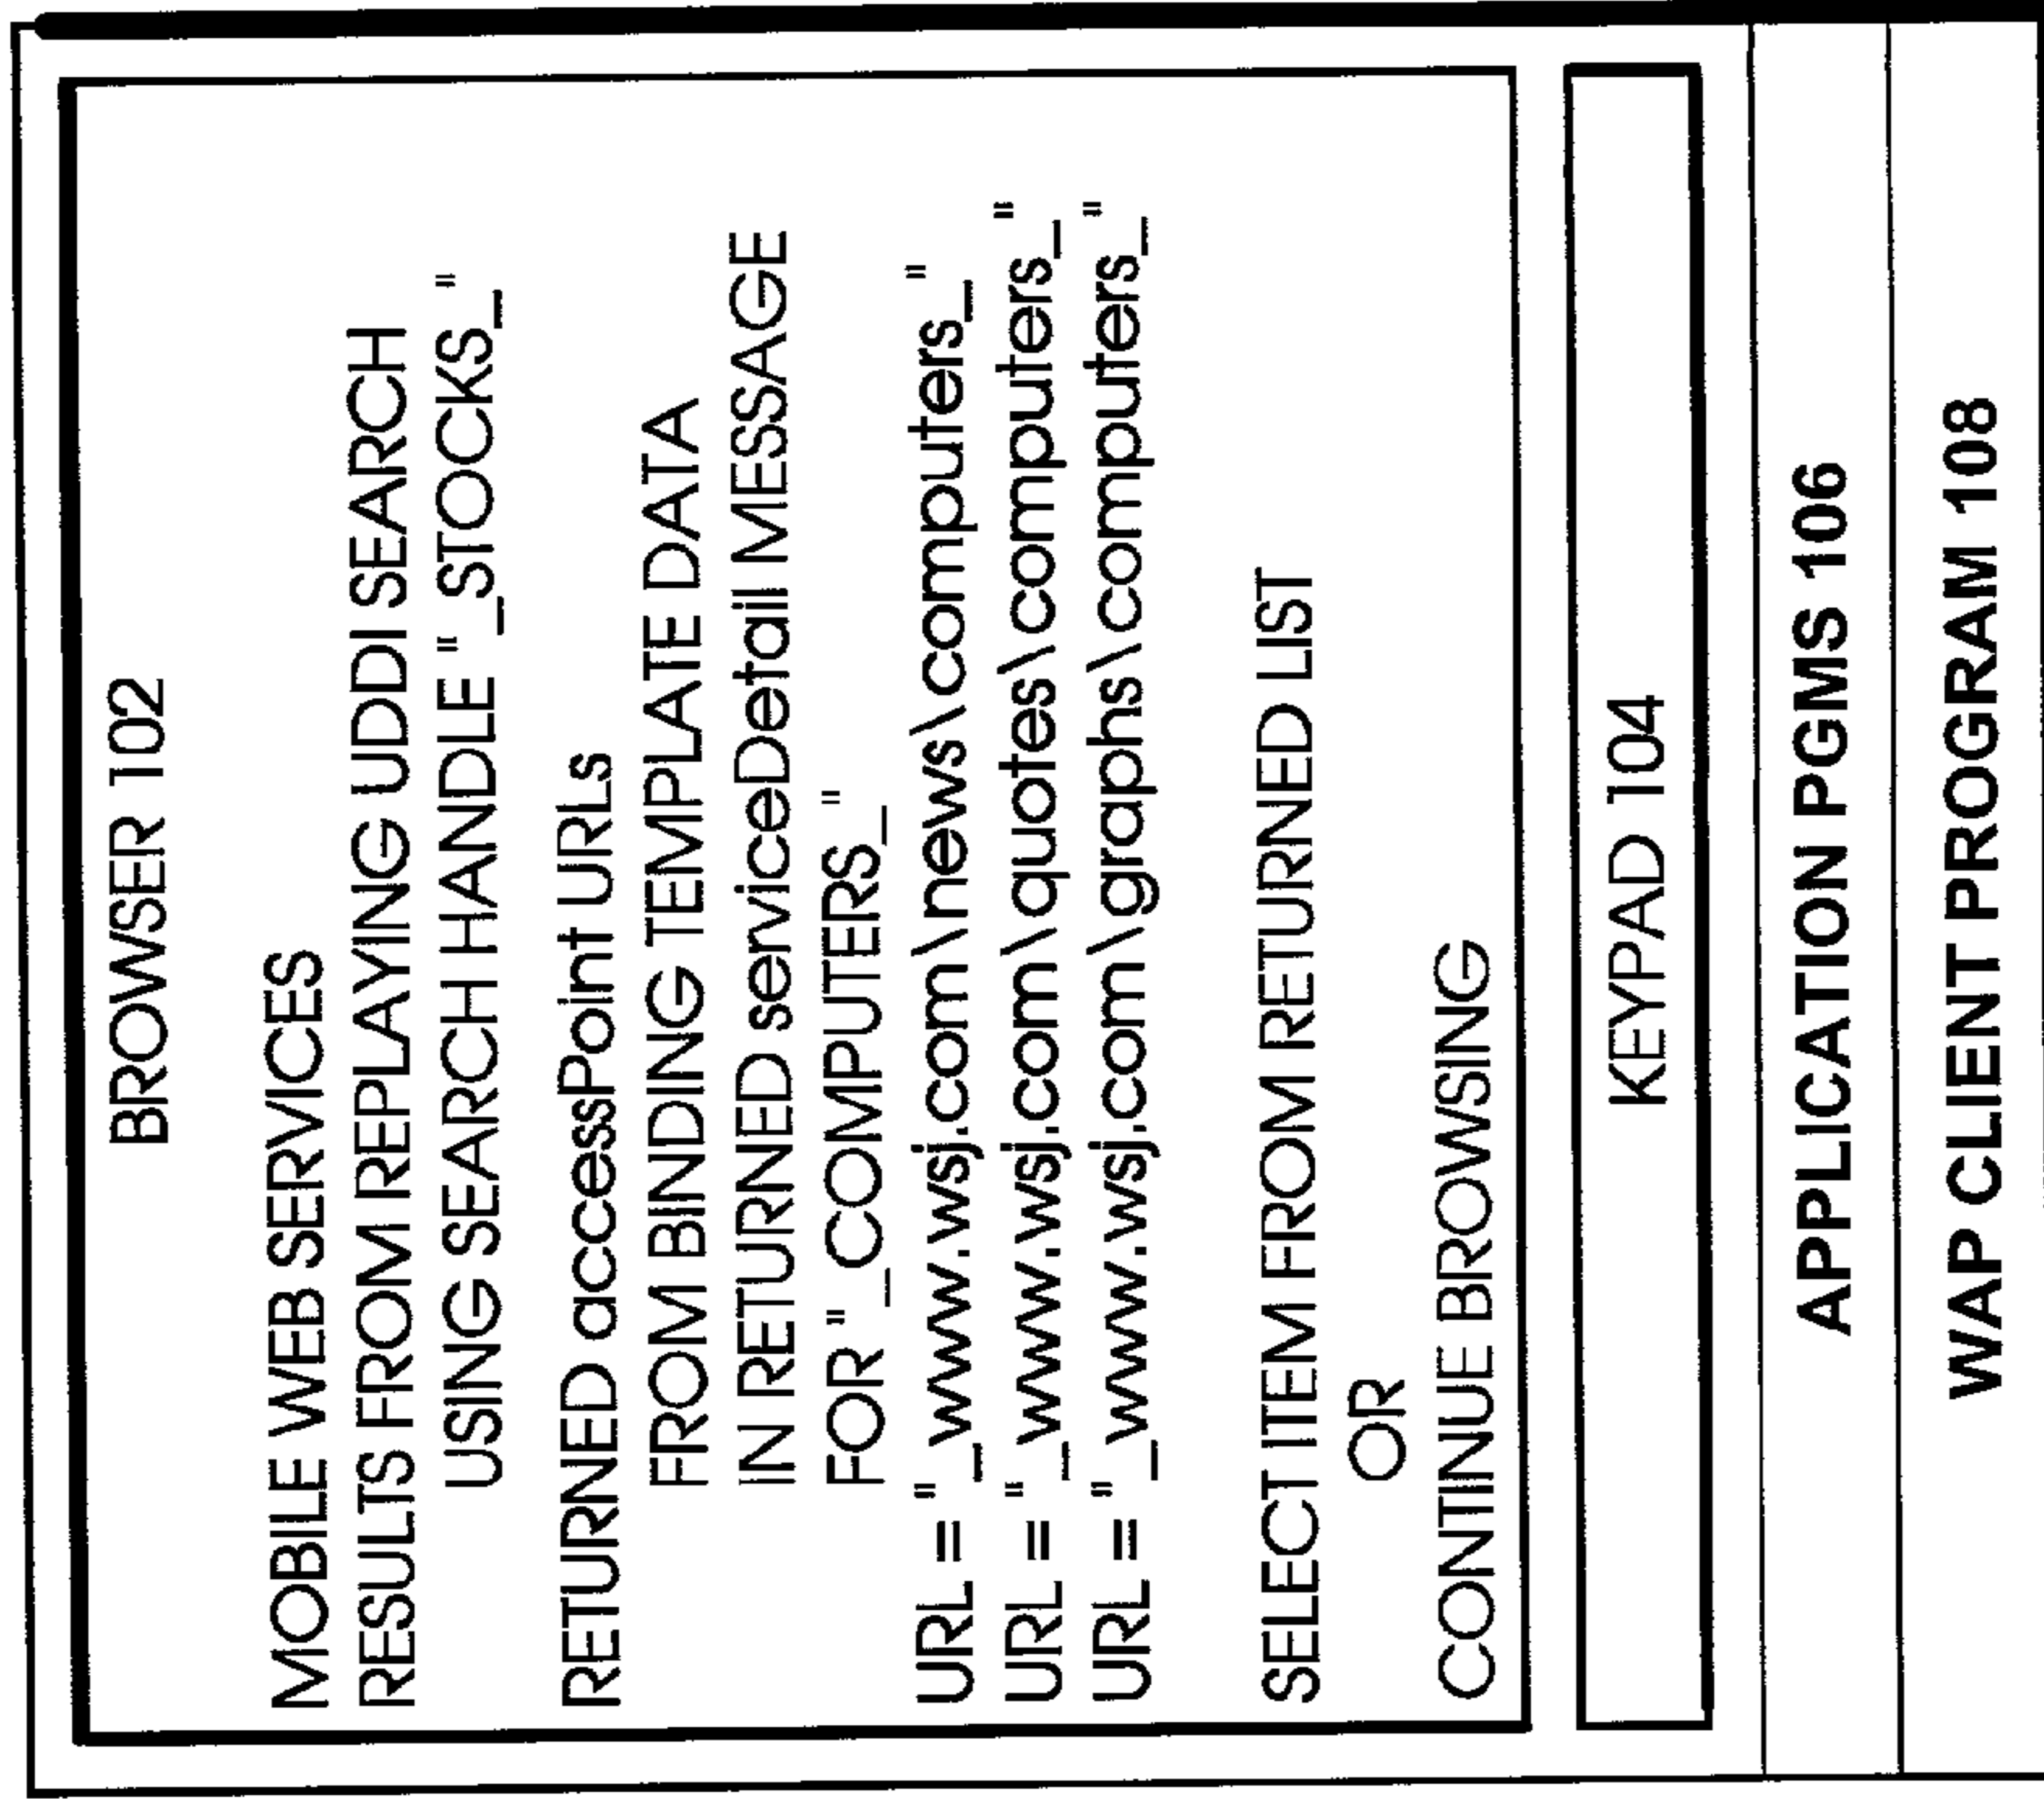 BROWSER 102
MOBILE WEB SERVICES
RESULTS FROM REPLAYING UDDI SEARCH
USING SEARCH HANDLE "_STOCKS_"
RETURNED accessPoint URLs
FROM BINDING TEMPLATE DATA
IN RETURNED serviceDetail MESSAGE
FOR "_COMPUTERS_"
URL = "_www.wsj.com\news\computers_"
URL = "_www.wsj.com\quotes\computers_"
URL = "_www.wsj.com\graphs\computers_"
SELECT ITEM FROM RETURNED LIST
OR
CONTINUE BROWSING
KEYPAD 104
APPLICATION PGMS 106
WAP CLIENT PROGRAM 108